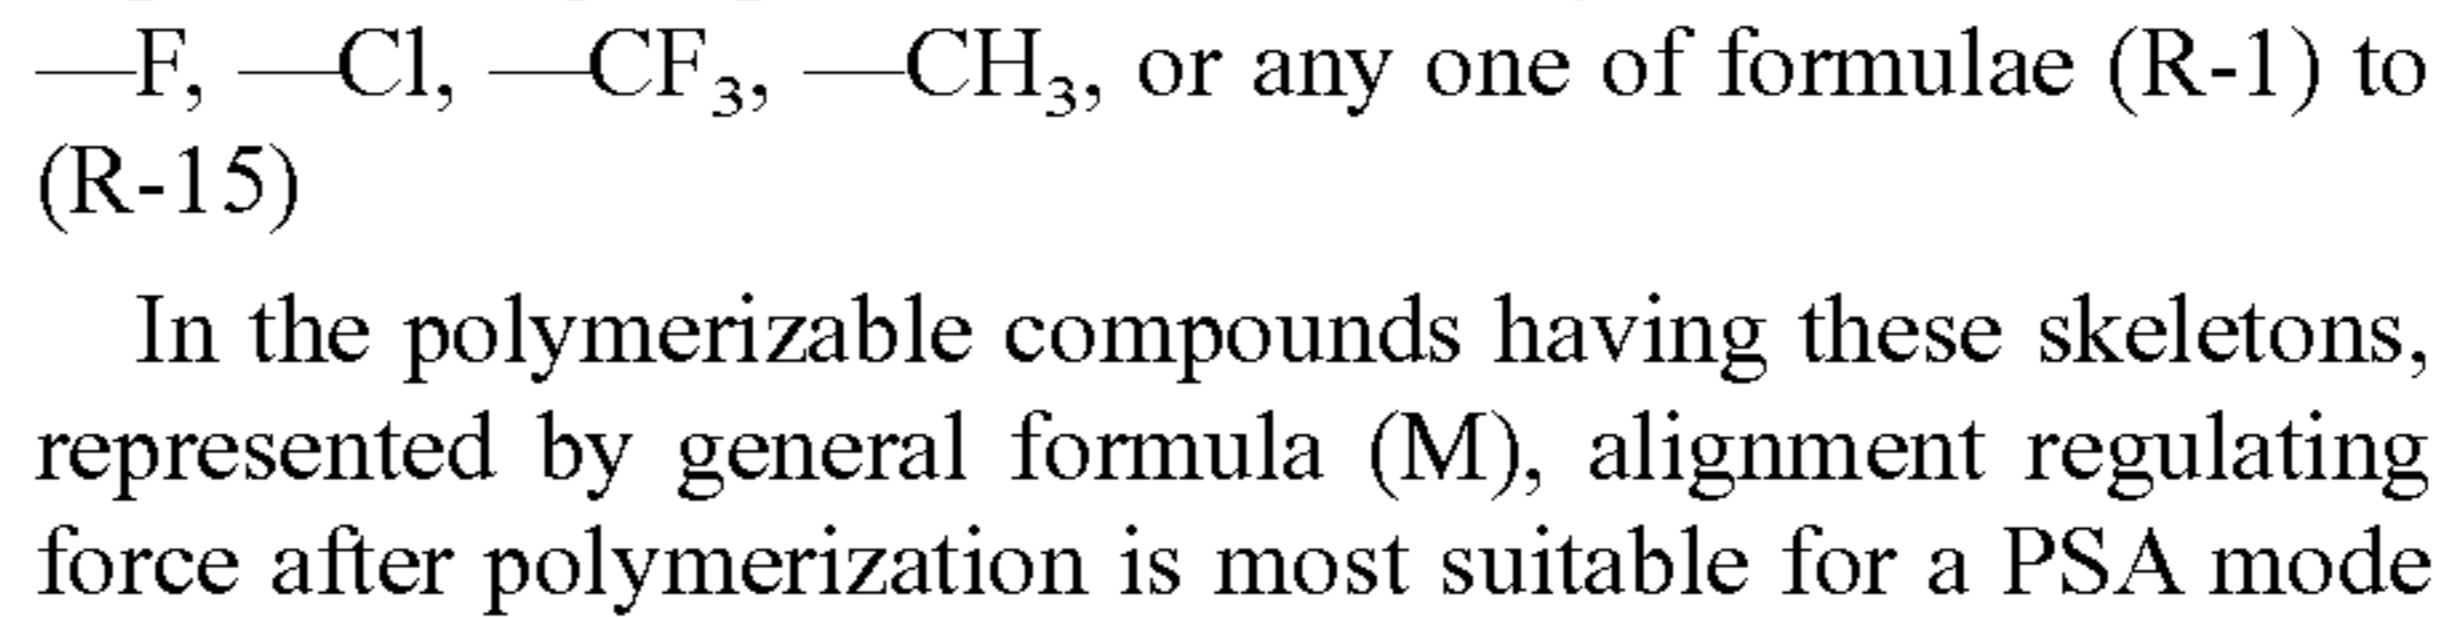 —F, —Cl, —CF₃, —CH₃, or any one of formulae (R-1) to
(R-15)
In the polymerizable compounds having these skeletons,
represented by general formula (M), alignment regulating
force after polymerization is most suitable for a PSA mode